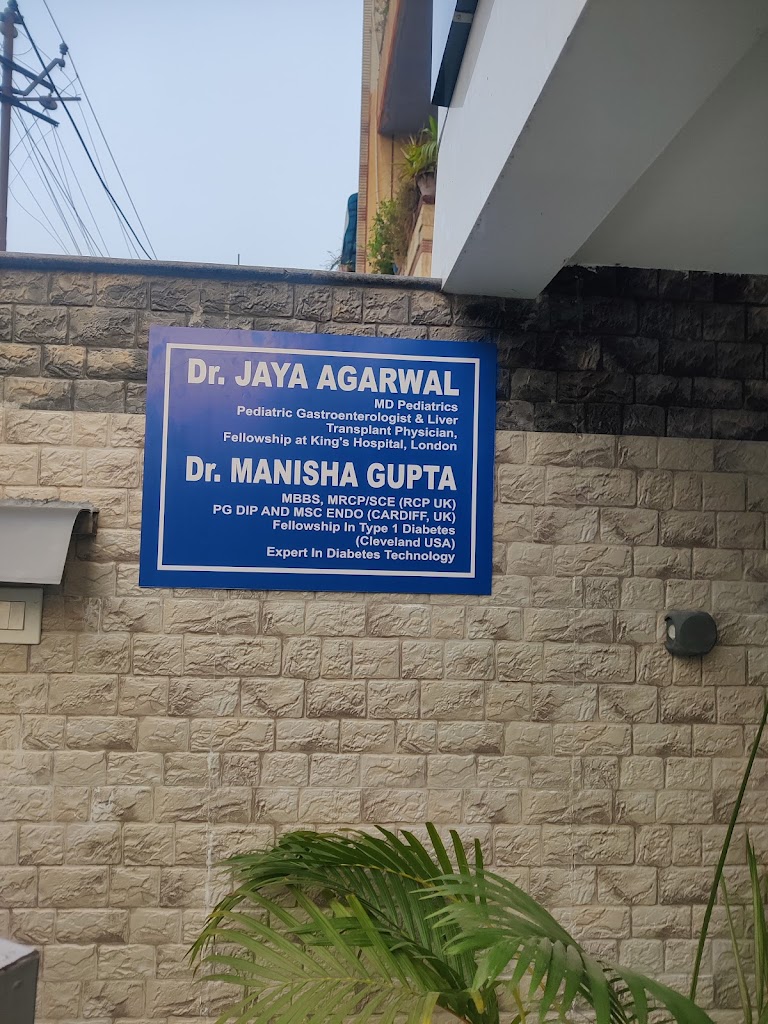 Dr. JAYA AGARWAL
MD Pediatrics
Pediatric Gastroenterologist & Liver
Transplant Physician,
Fellowship at King's Hospital, London
Dr. MANISHA GUPTA
MBBS, MRCP/SCE (RCP UK)
PG DIP AND MSC ENDO (CARDIFF, UK)
Fellowship In Type 1 Diabetes
(Cleveland USA)
Expert In Diabetes Technology